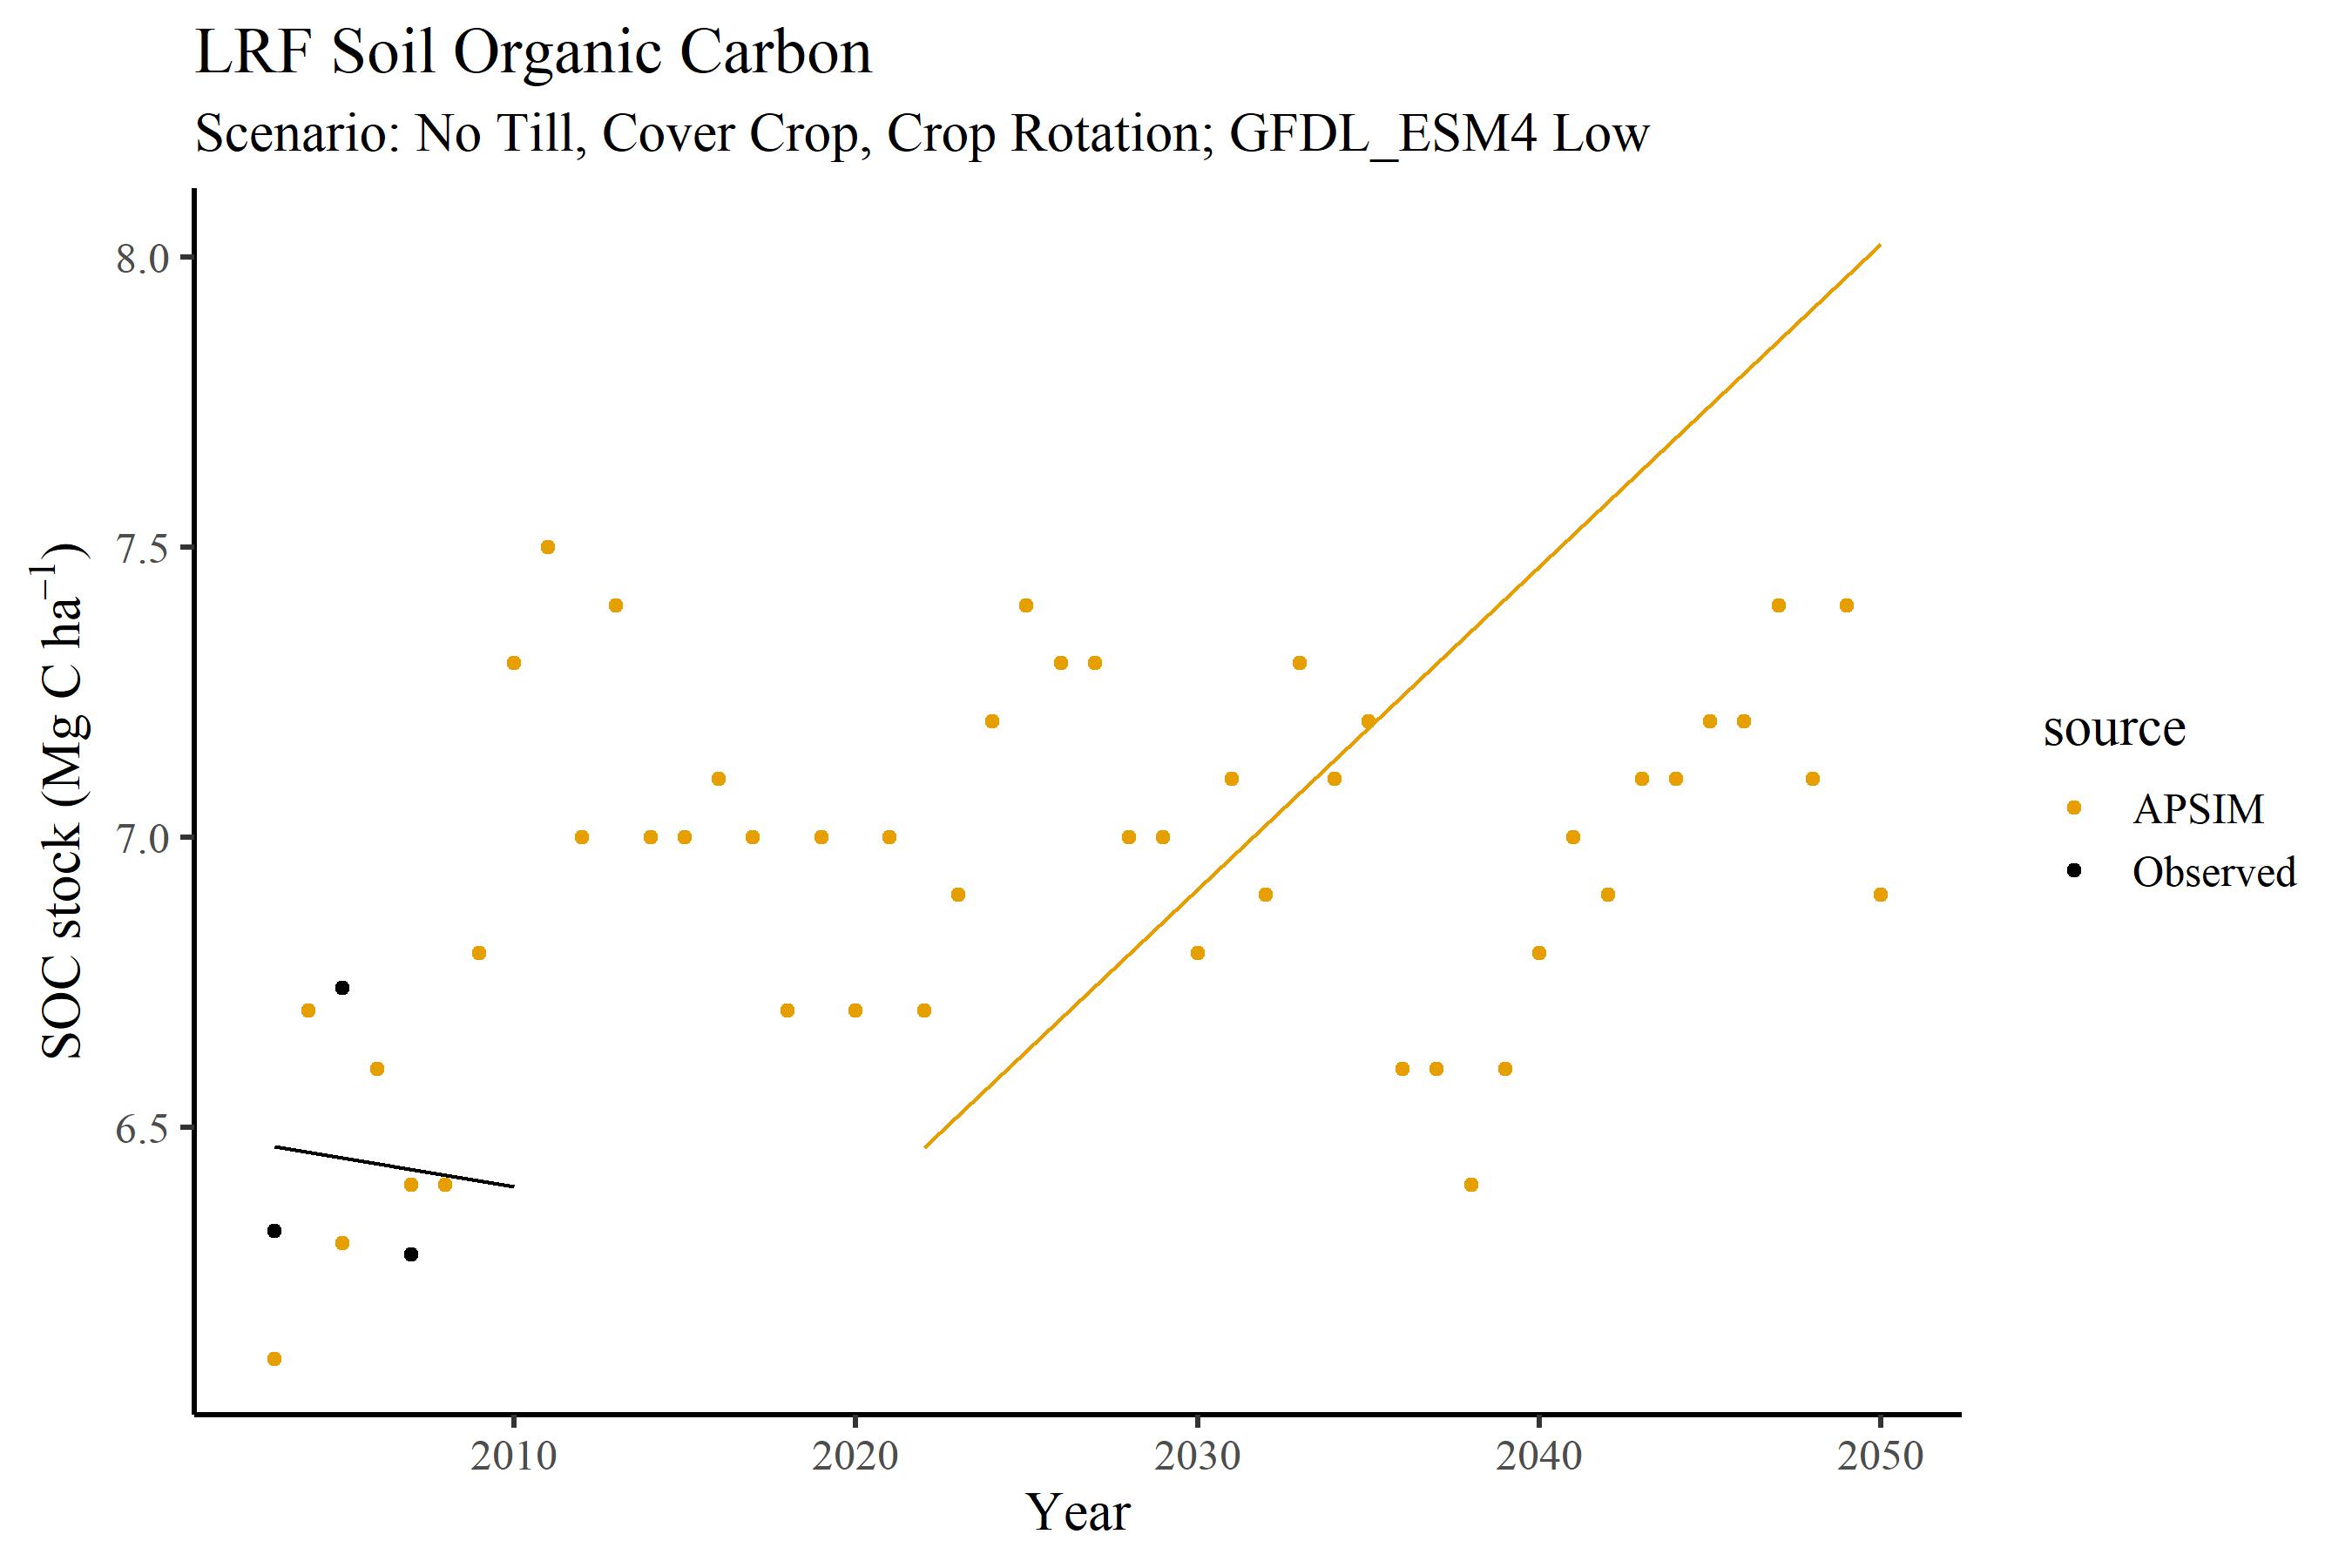 LRF Soil Organic Carbon
Scenario: No Till, Cover Crop, Crop Rotation; GFDL_ESM4 Low
SOC stock (Mg C ha⁻¹)
8.0
7.5
7.0
6.5
2010 2020 2030 2040 2050
Year
source
APSIM
Observed